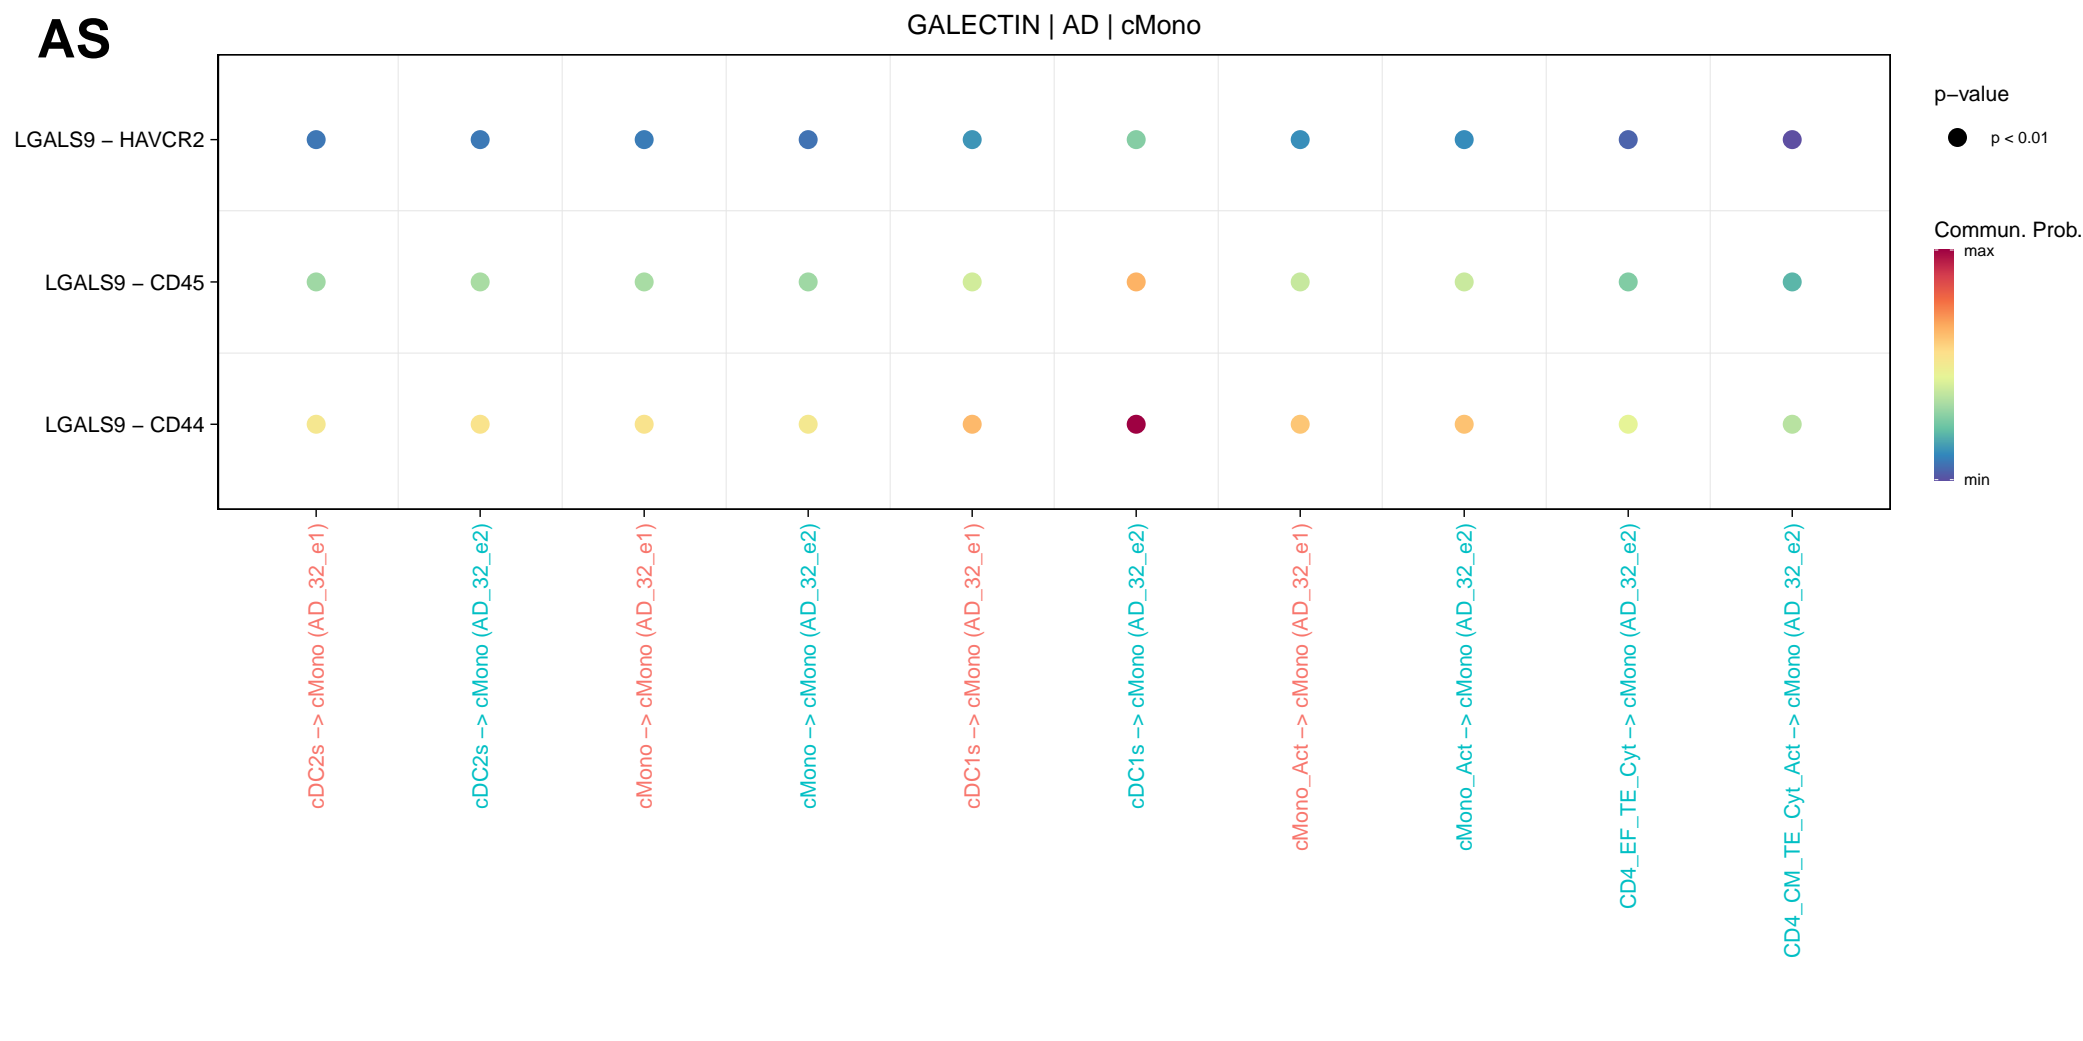 AS
GALECTIN | AD | cMono
LGALS9 − HAVCR2
LGALS9 − CD45
LGALS9 − CD44
cDC2s −> cMono (AD_32_e1)
cDC2s −> cMono (AD_32_e2)
cMono −> cMono (AD_32_e1)
cMono −> cMono (AD_32_e2)
cDC1s −> cMono (AD_32_e1)
cDC1s −> cMono (AD_32_e2)
cMono_Act −> cMono (AD_32_e1)
cMono_Act −> cMono (AD_32_e2)
CD4_EF_TE_Cyt −> cMono (AD_32_e2)
CD4_CM_TE_Cyt_Act −> cMono (AD_32_e2)
p−value
p < 0.01
Commun. Prob.
max
min